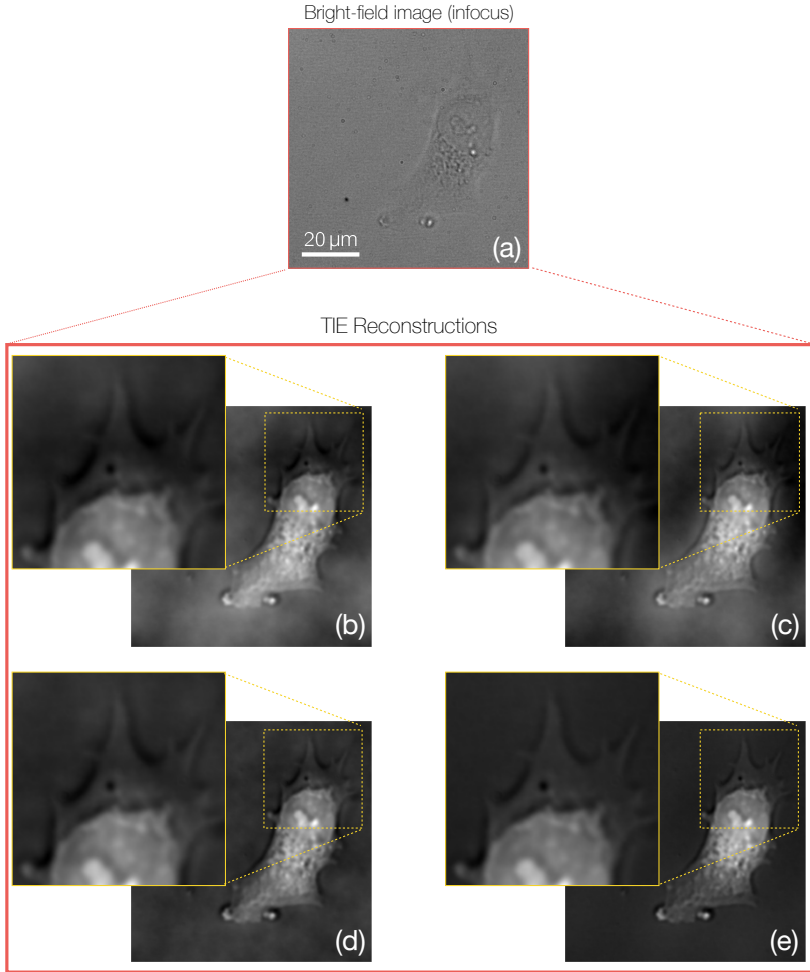 Bright-field image (infocus)
20 µm
(a)
TIE Reconstructions
(b)
(c)
(d)
(e)